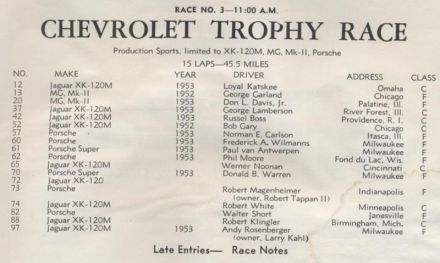 RACE NO. 3—11:00 A.M.
CHEVROLET TROPHY RACE
Production Sports, limited to XK-120M, MG, Mk-II, Porsche
15 LAPS—45.5 MILES
NO. MAKE YEAR DRIVER ADDRESS CLASS
12 Jaguar XK-120M 1953 Loyal Katskee Omaha C
13 MG, Mk-II 1952 George Garland Chicago F
20 MG, Mk-II 1953 Don L. Davis, Jr. Palatine, Ill. F
37 Jaguar XK-120M 1953 George Lamberson River Forest, Ill. C
42 Jaguar XK-120M 1953 Russel Boss Providence, R. I. C
52 Jaguar XK-120M 1952 Bob Gary Chicago C
57 Porsche 1953 Norman E. Carlson Itasca, Ill. F
60 Porsche 1953 Frederick A. Wilmanns Milwaukee F
61 Porsche Super 1953 Paul van Antwerpen Milwaukee F
62 Porsche 1953 Phil Moore Fond du Lac, Wis. F
65 Jaguar XK-120M Werner Noonan Cincinnati C
70 Porsche Super 1953 Donald B. Warren Milwaukee F
72 Jaguar XK-120
73 Porsche Robert Magenheimer Indianapolis F
(owner, Robert Tappan II)
74 Jaguar XK-120M Robert White Minneapolis C
82 Porsche Walter Short Janesville F
88 Jaguar XK-120M Robert Klingler Birmingham, Mich. C
97 Jaguar XK-120M 1953 Andy Rosenberger Milwaukee F
(owner, Larry Kahl)
Late Entries— Race Notes